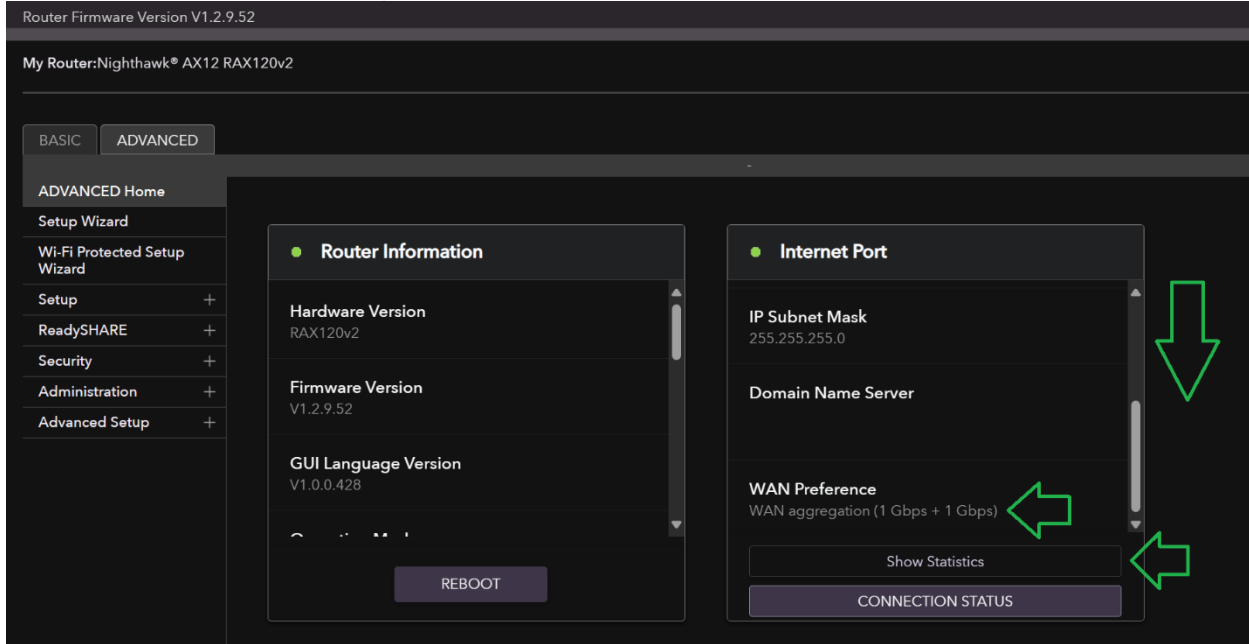 Router Firmware Version V1.2.9.52
My Router:Nighthawk® AX12 RAX120v2
BASIC
ADVANCED
-
ADVANCED Home
Setup Wizard
Wi-Fi Protected Setup
Wizard
Setup +
ReadySHARE +
Security +
Administration +
Advanced Setup +
Router Information
Hardware Version
RAX120v2
Firmware Version
V1.2.9.52
GUI Language Version
V1.0.0.428
REBOOT
Internet Port
IP Subnet Mask
255.255.255.0
Domain Name Server
WAN Preference
WAN aggregation (1 Gbps + 1 Gbps)
Show Statistics
CONNECTION STATUS